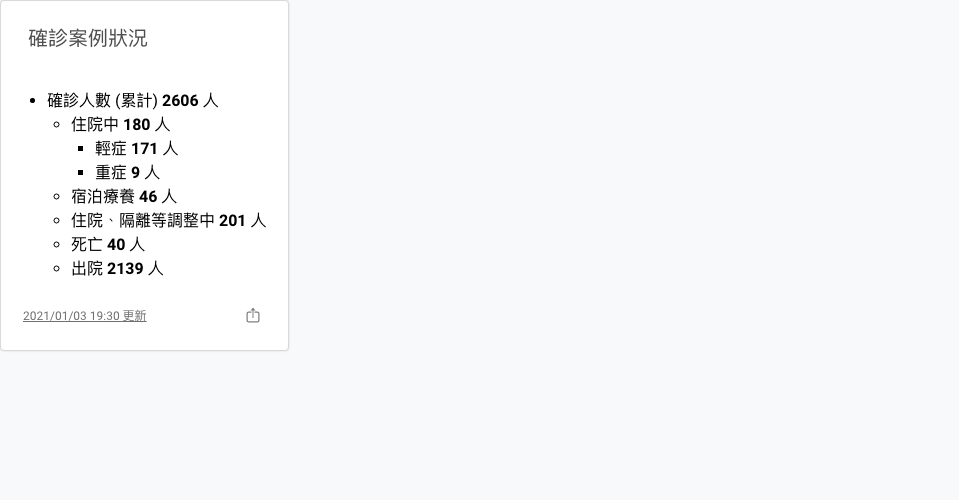 確診案例狀況
確診人數 (累計) 2606 人
住院中 180 人
輕症 171 人
重症 9 人
宿泊療養 46 人
住院、隔離等調整中 201 人
死亡 40 人
出院 2139 人
2021/01/03 19:30 更新